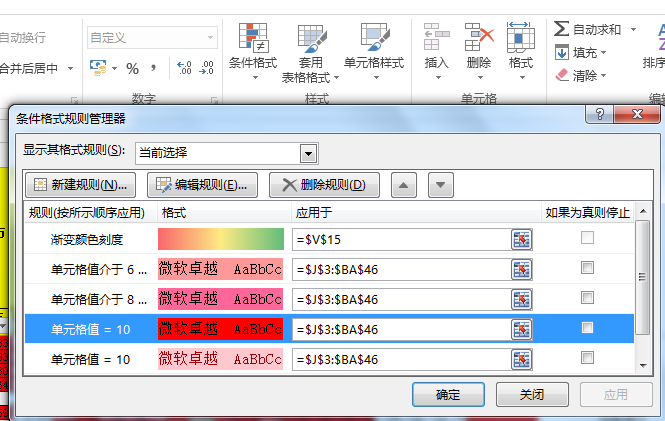 自动换行
合并后居中
自定义
%
,
.00
.0
数字
条件格式
套用
表格格式
单元格样式
样式
插入
删除
格式
单元格
Σ 自动求和
填充
清除
排序
编辑
条件格式规则管理器
显示其格式规则(S):
当前选择
新建规则(N)...
编辑规则(E)...
删除规则(D)
规则(按所示顺序应用)
格式
应用于
如果为真则停止
渐变颜色刻度
=$V$15
单元格值介于 6 ...
微软卓越 AaBbCc
=$J$3:$BA$46
单元格值介于 8 ...
微软卓越 AaBbCc
=$J$3:$BA$46
单元格值 = 10
微软卓越 AaBbCc
=$J$3:$BA$46
单元格值 = 10
微软卓越 AaBbCc
=$J$3:$BA$46
确定
关闭
应用